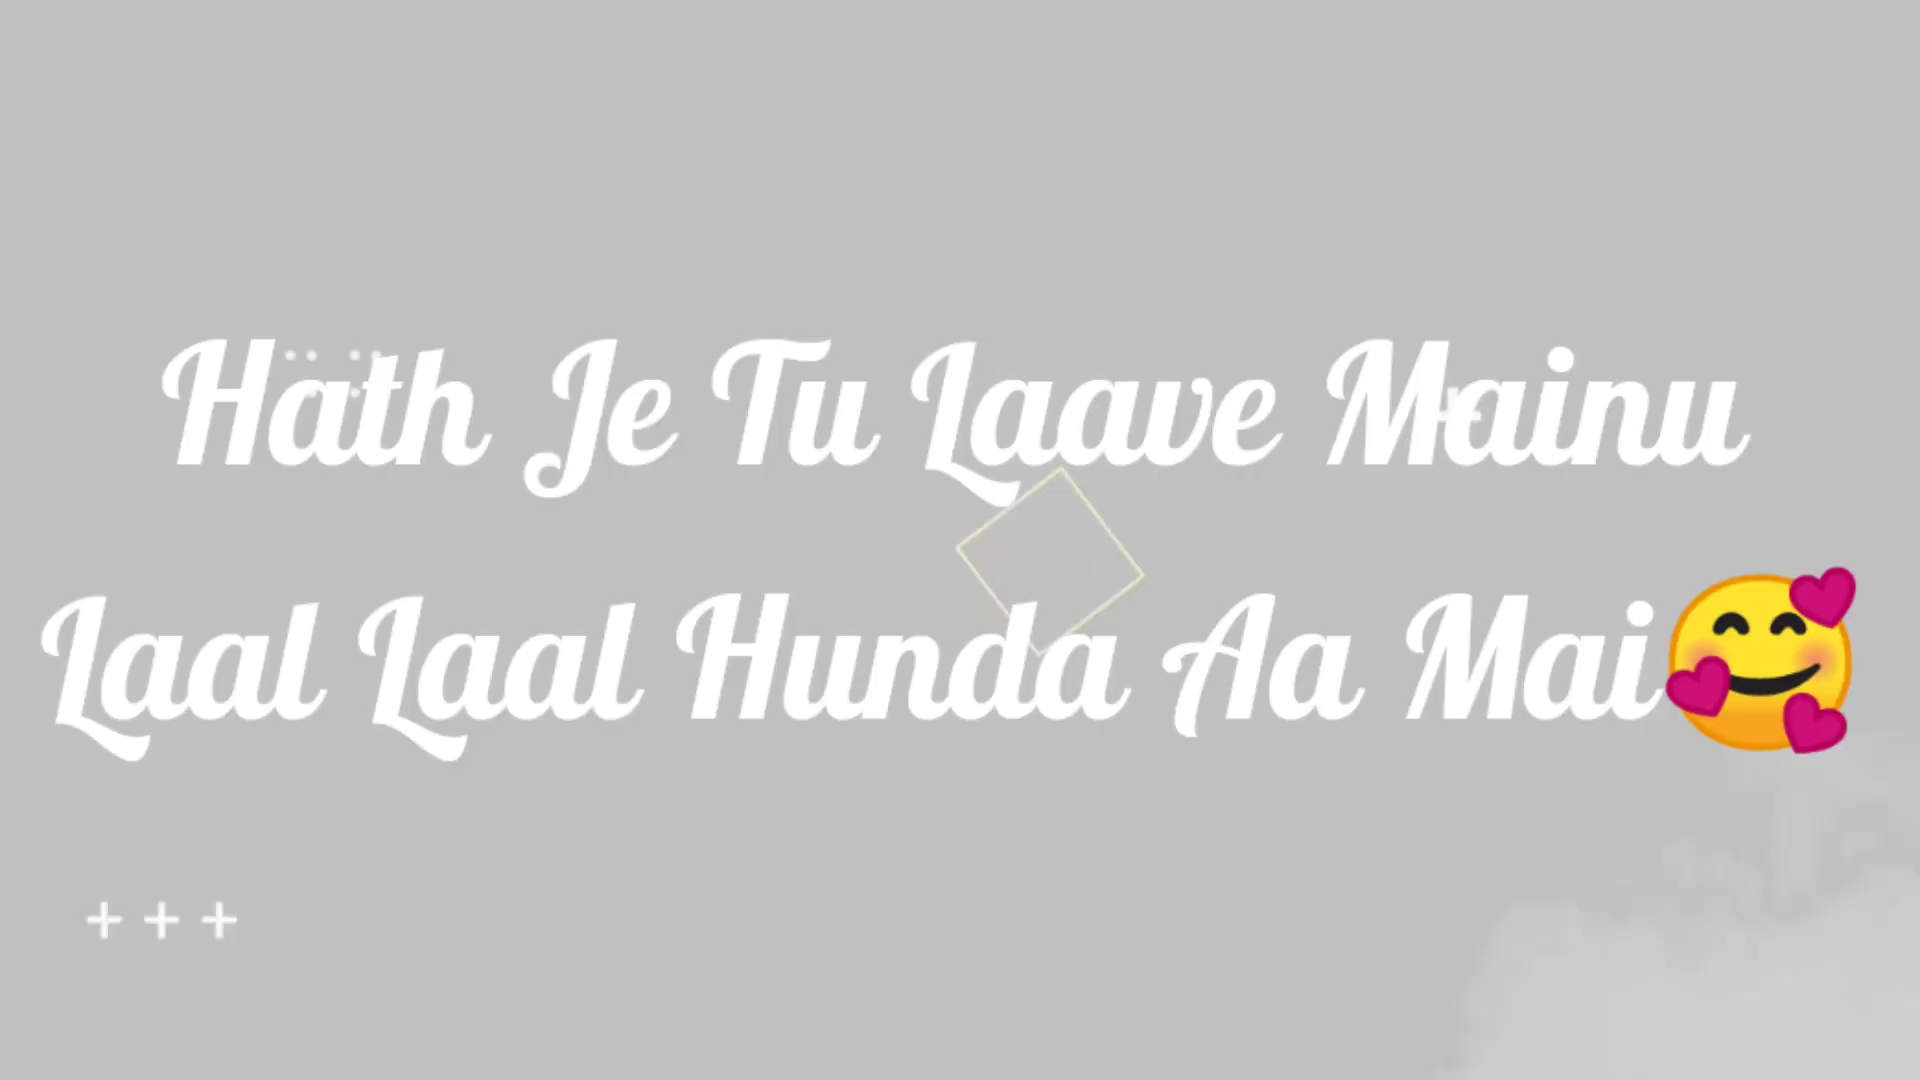 Hath Je Tu Laave Mainu
Laal Laal Hunda Aa Mai🥰
+ + +